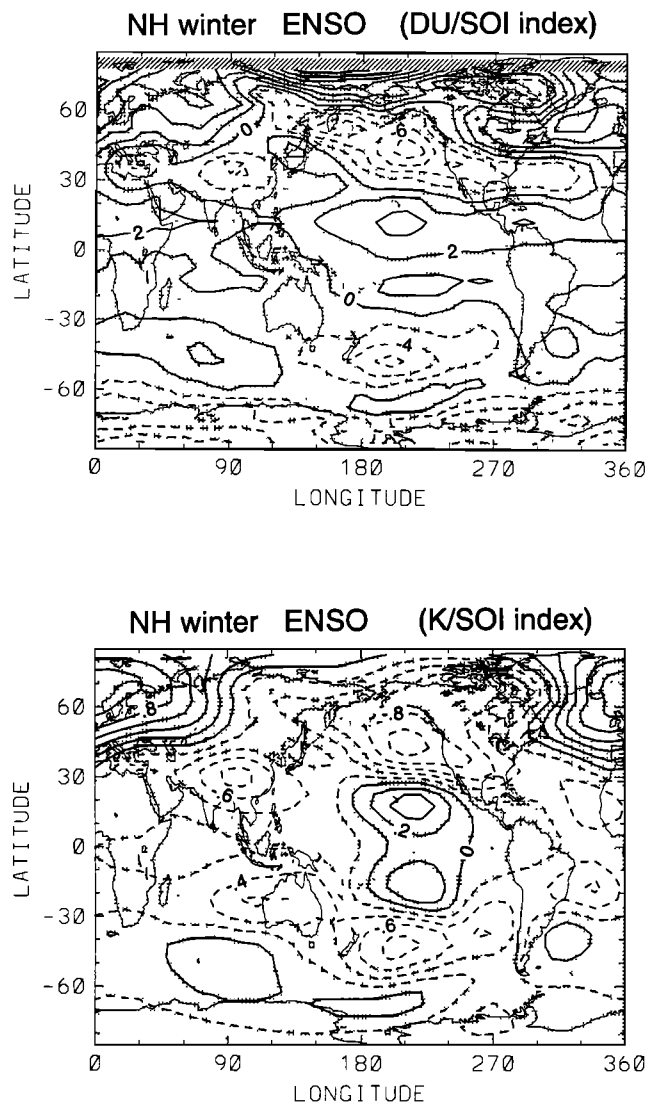 NH winter ENSO (DU/SOI index)
60
30
0
-30
-60
LATITUDE
0
6
2
2
0
4
0 90 180 270 360
LONGITUDE
NH winter ENSO (K/SOI index)
60
30
0
-30
-60
LATITUDE
8
8
6
2
0
4
6
0 90 180 270 360
LONGITUDE